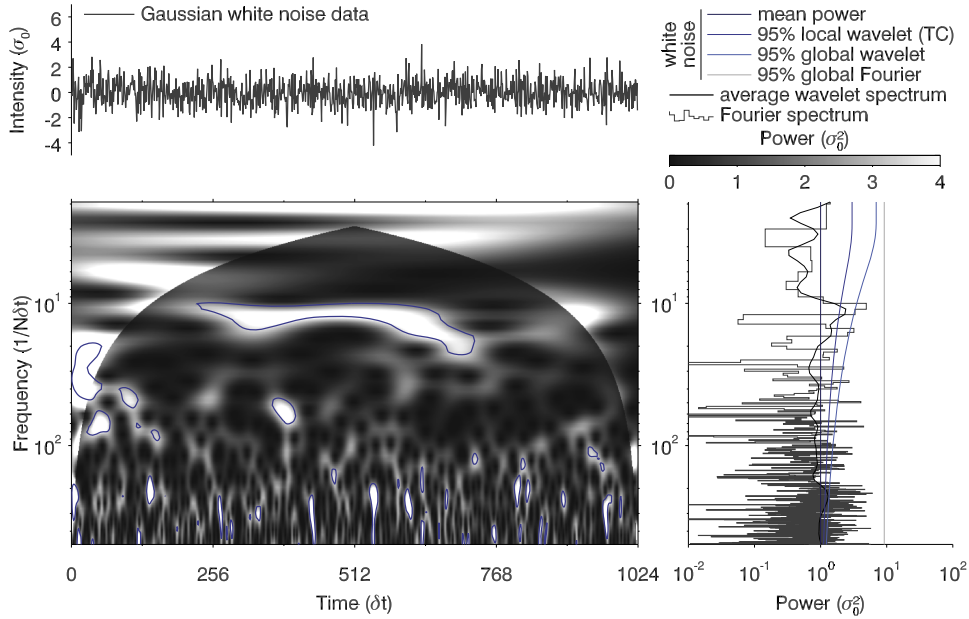 6
4
2
0
-2
-4
Intensity (σ₀)
Gaussian white noise data
white noise
mean power
95% local wavelet (TC)
95% global wavelet
95% global Fourier
average wavelet spectrum
Fourier spectrum
Power (σ₀²)
0 1 2 3 4
Frequency (1/Nδt)
10¹
10²
0 256 512 768 1024
Time (δt)
10¹
10²
10⁻² 10⁻¹ 10⁰ 10¹ 10²
Power (σ₀²)